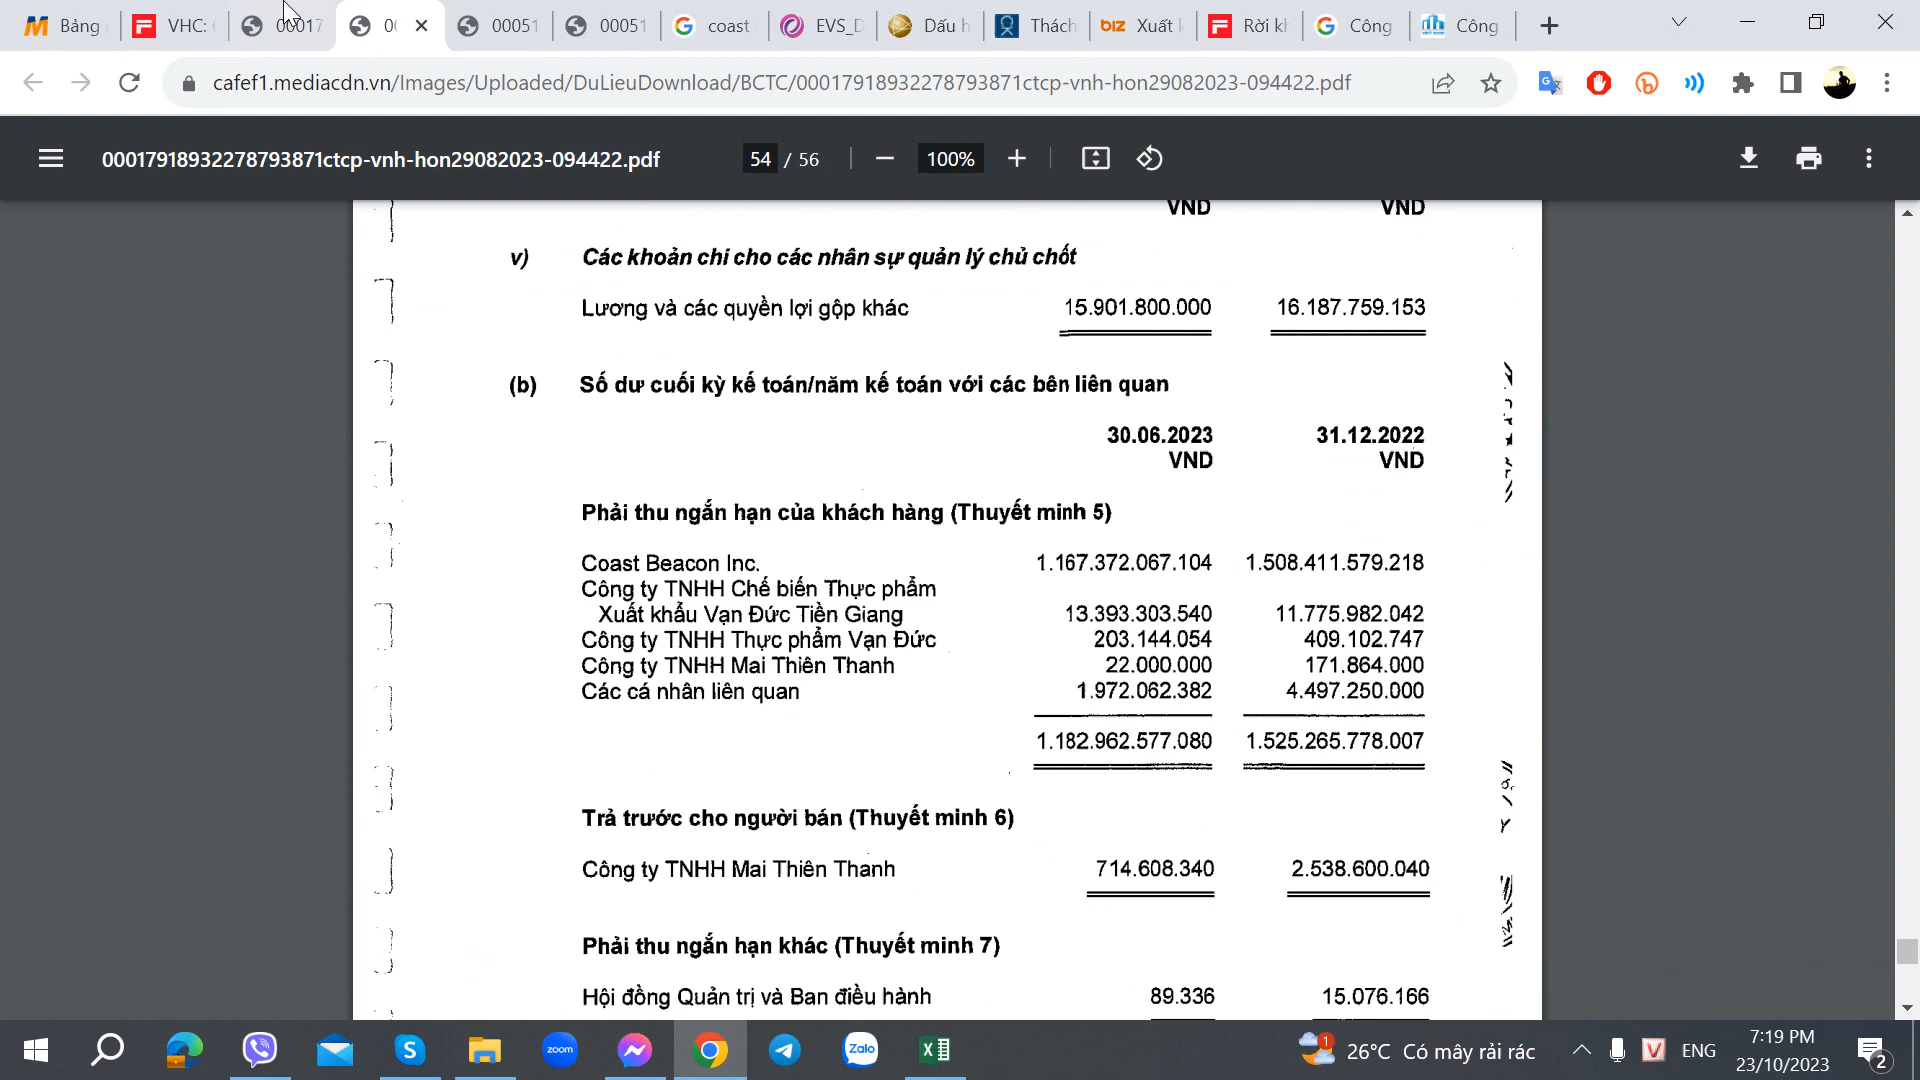 Bảng
VHC:
00017
00051
00051
coast
EVS_D
Dấu h
Thách
Xuất
Rời kh
Công
Công
cafef1.mediacdn.vn/Images/Uploaded/DuLieuDownload/BCTC/00017918932278793871ctcp-vnh-hon29082023-094422.pdf
00017918932278793871ctcp-vnh-hon29082023-094422.pdf
54 / 56
100%
VND VND
v) Các khoản chi cho các nhân sự quản lý chủ chốt
Lương và các quyền lợi gộp khác 15.901.800.000 16.187.759.153
(b) Số dư cuối kỳ kế toán/năm kế toán với các bên liên quan
30.06.2023 31.12.2022
VND VND
Phải thu ngắn hạn của khách hàng (Thuyết minh 5)
Coast Beacon Inc. 1.167.372.067.104 1.508.411.579.218
Công ty TNHH Chế biến Thực phẩm
Xuất khẩu Vạn Đức Tiền Giang 13.393.303.540 11.775.982.042
Công ty TNHH Thực phẩm Vạn Đức 203.144.054 409.102.747
Công ty TNHH Mai Thiên Thanh 22.000.000 171.864.000
Các cá nhân liên quan 1.972.062.382 4.497.250.000
1.182.962.577.080 1.525.265.778.007
Trả trước cho người bán (Thuyết minh 6)
Công ty TNHH Mai Thiên Thanh 714.608.340 2.538.600.040
Phải thu ngắn hạn khác (Thuyết minh 7)
Hội đồng Quản trị và Ban điều hành 89.336 15.076.166
zoom
Zalo
1
26°C Có mây rải rác
ENG
7:19 PM
23/10/2023
2